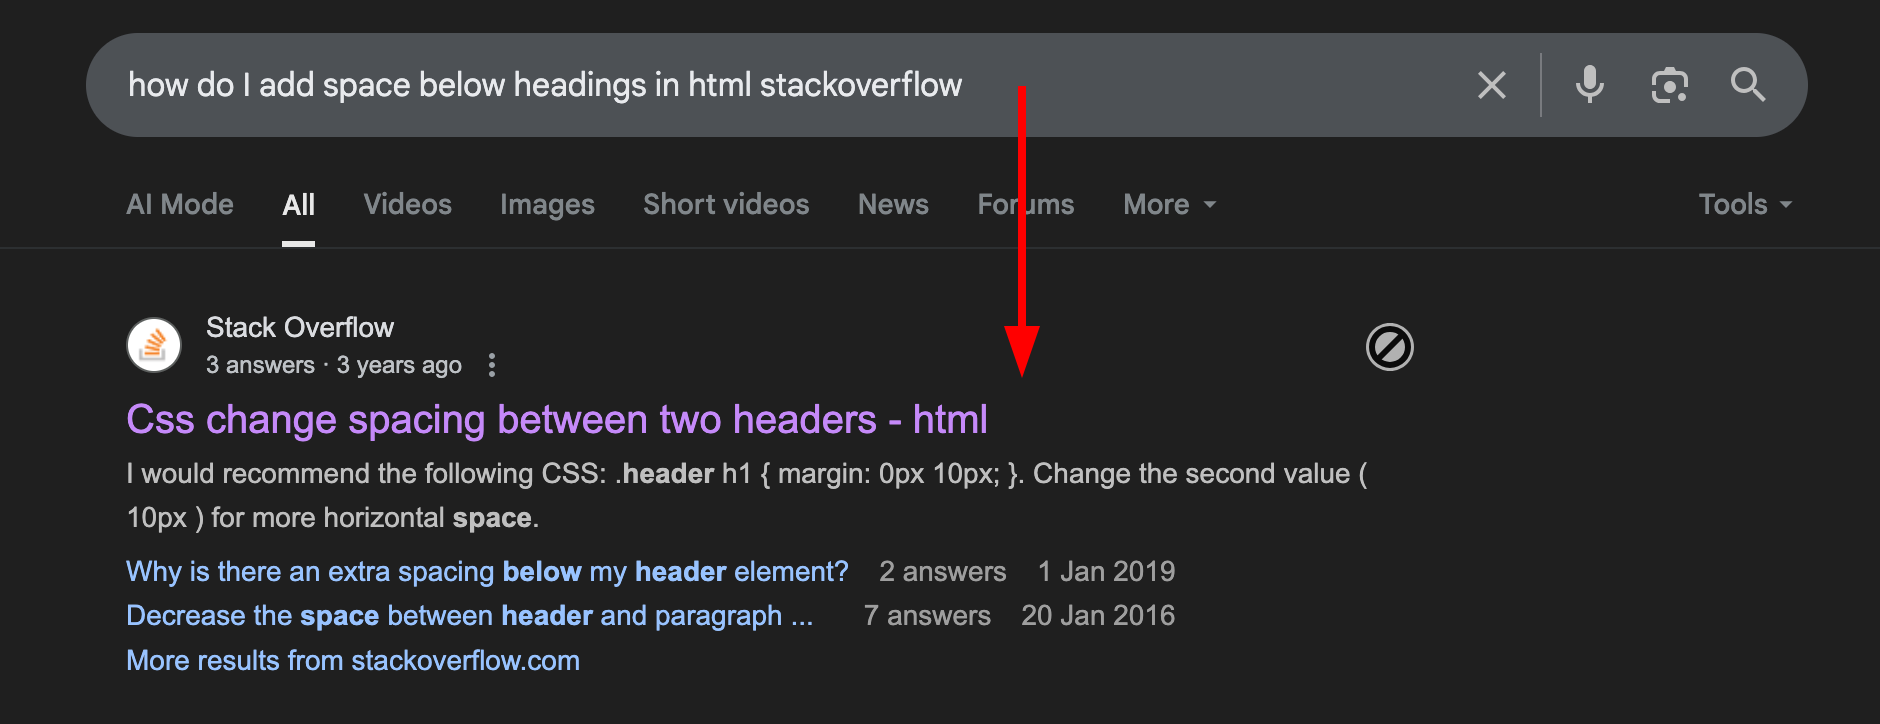 how do I add space below headings in html stackoverflow
AI Mode All Videos Images Short videos News Forums More Tools
Stack Overflow
3 answers · 3 years ago
Css change spacing between two headers - html
I would recommend the following CSS: .header h1 { margin: 0px 10px; }. Change the second value (
10px ) for more horizontal space.
Why is there an extra spacing below my header element? 2 answers 1 Jan 2019
Decrease the space between header and paragraph ... 7 answers 20 Jan 2016
More results from stackoverflow.com